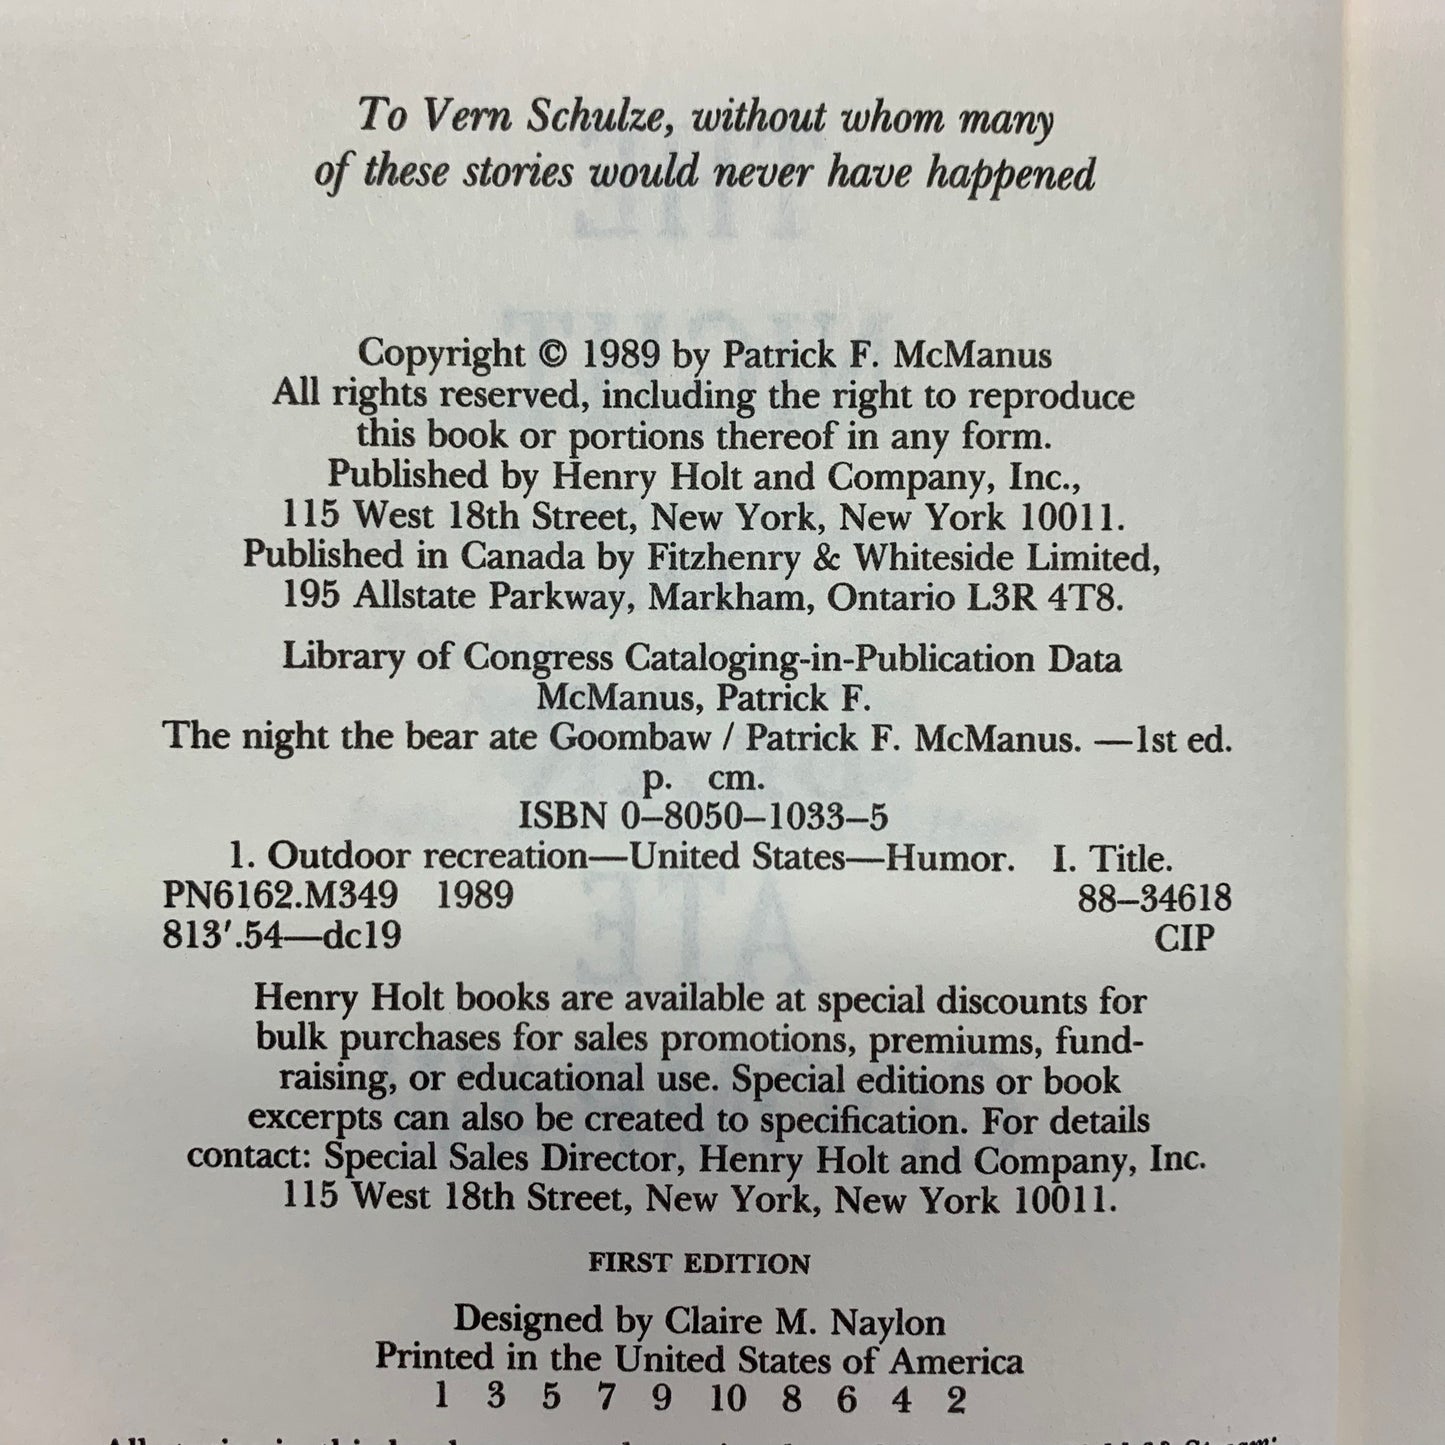 To Vern Schulze, without whom many
of these stories would never have happened
Copyright © 1989 by Patrick F. McManus
All rights reserved, including the right to reproduce
this book or portions thereof in any form.
Published by Henry Holt and Company, Inc.,
115 West 18th Street, New York, New York 10011.
Published in Canada by Fitzhenry & Whiteside Limited,
195 Allstate Parkway, Markham, Ontario L3R 4T8.
Library of Congress Cataloging-in-Publication Data
McManus, Patrick F.
The night the bear ate Goombaw / Patrick F. McManus. —1st ed.
p. cm.
ISBN 0–8050–1033–5
1. Outdoor recreation—United States—Humor. I. Title.
PN6162.M349 1989 88–34618
813′.54—dc19 CIP
Henry Holt books are available at special discounts for
bulk purchases for sales promotions, premiums, fund-
raising, or educational use. Special editions or book
excerpts can also be created to specification. For details
contact: Special Sales Director, Henry Holt and Company, Inc.
115 West 18th Street, New York, New York 10011.
FIRST EDITION
Designed by Claire M. Naylon
Printed in the United States of America
1 3 5 7 9 10 8 6 4 2